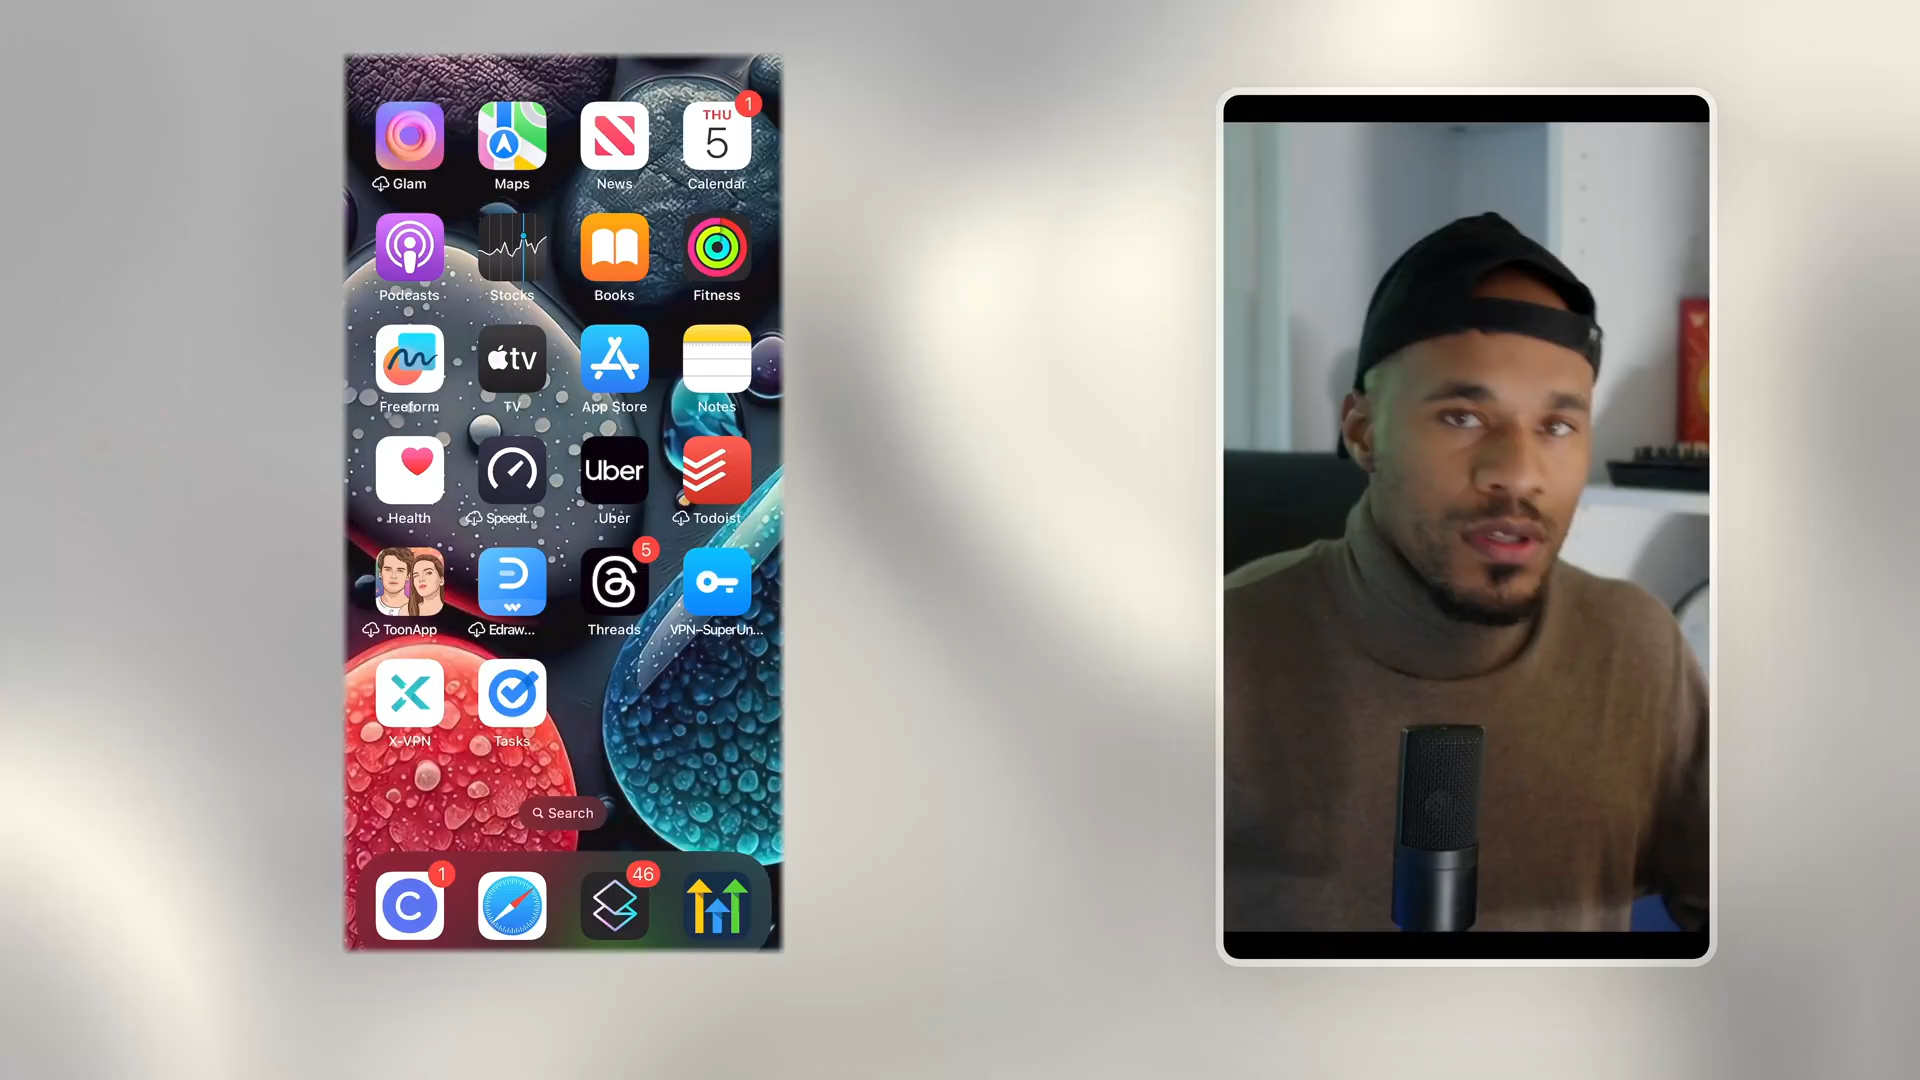 THU
1
5
Glam
Maps
News
Calendar
Podcasts
Stocks
Books
Fitness
tv
Freeform
TV
App Store
Notes
Uber
Health
Speedt...
Uber
Todoist
5
ToonApp
Edraw...
Threads
VPN-SuperUn...
X-VPN
Tasks
Search
1
46
C